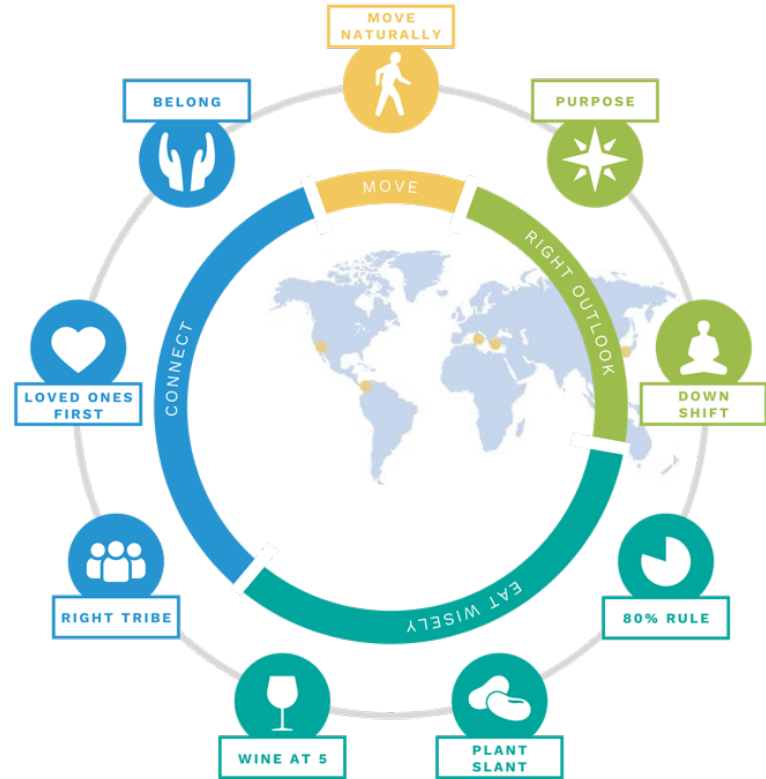 MOVE
NATURALLY
BELONG
PURPOSE
MOVE
RIGHT OUTLOOK
CONNECT
LOVED ONES
FIRST
DOWN
SHIFT
EAT WISELY
RIGHT TRIBE
80% RULE
WINE AT 5
PLANT
SLANT